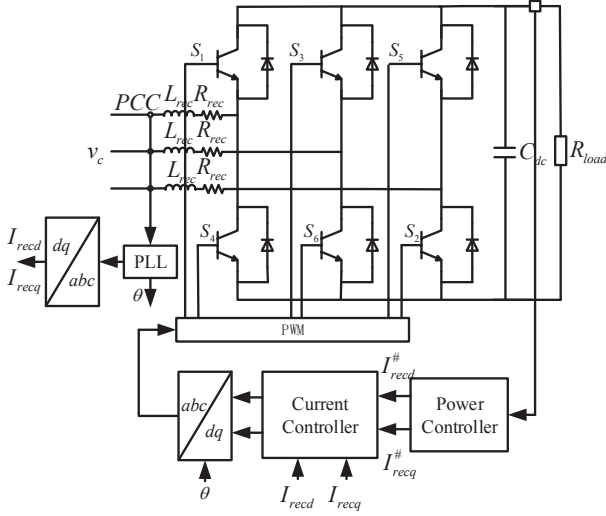 S1 S3 S5
PCC Lrec Rrec
Lrec Rrec
vc
Lrec Rrec
Cdc Rload
S4 S6 S2
Irecd
Irecq
dq
abc
PLL
θ
PWM
abc
dq
Current
Controller
I#recd
I#recq
Power
Controller
θ
Irecd Irecq